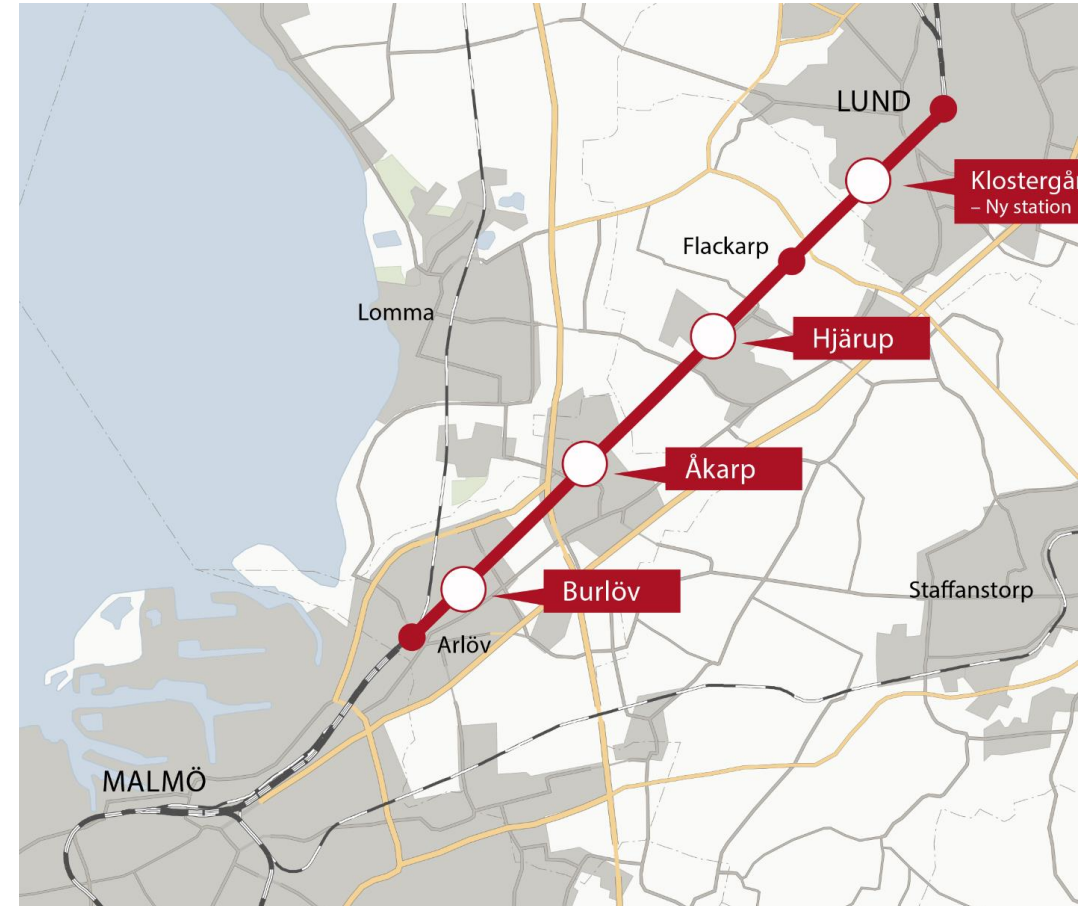 LUND
Klostergår
– Ny station
Flackarp
Lomma
Hjärup
Åkarp
Burlöv
Staffanstorp
Arlöv
MALMÖ